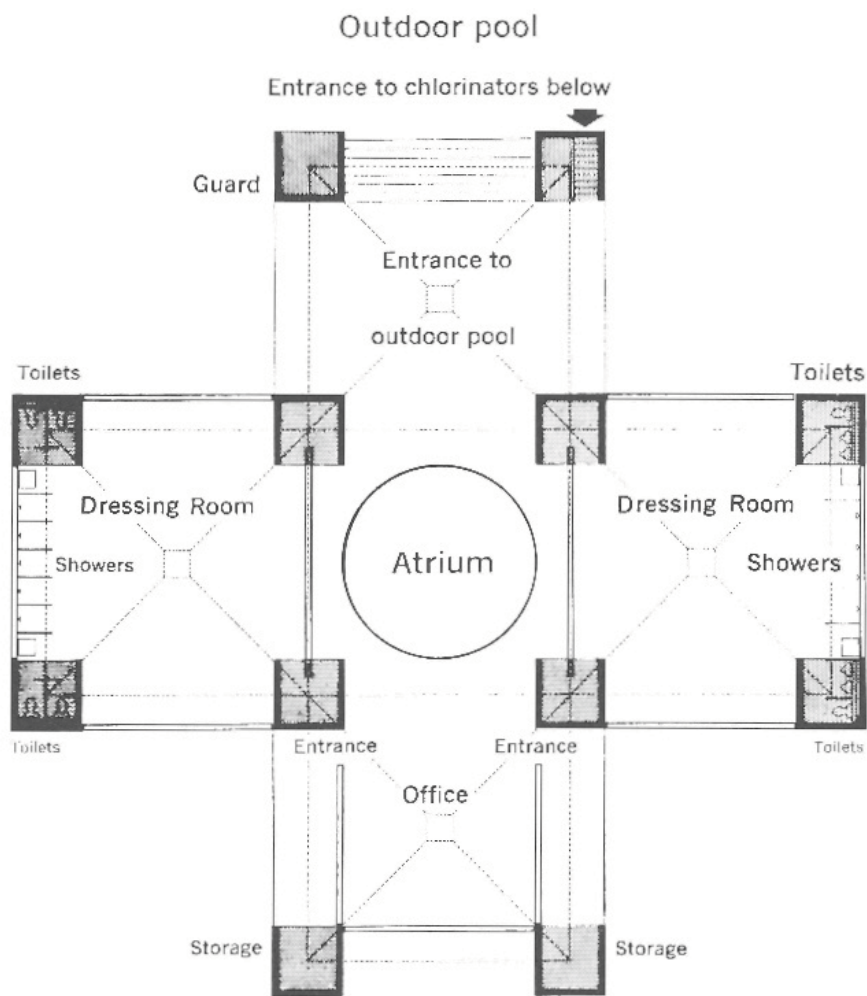 Outdoor pool
Entrance to chlorinators below
Guard
Entrance to
outdoor pool
Toilets
Toilets
Dressing Room
Dressing Room
Showers
Atrium
Showers
Toilets
Entrance
Entrance
Toilets
Office
Storage
Storage